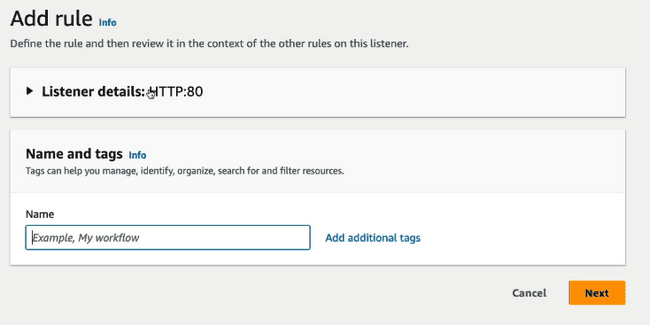 Add rule Info
Define the rule and then review it in the context of the other rules on this listener.
Listener details: HTTP:80
Name and tags Info
Tags can help you manage, identify, organize, search for and filter resources.
Name
Example, My workflow
Add additional tags
Cancel
Next